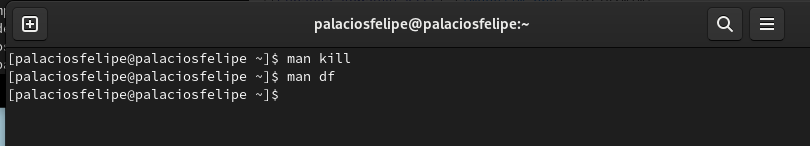 palaciosfelipe@palaciosfelipe:~
[palaciosfelipe@palaciosfelipe ~]$ man kill
[palaciosfelipe@palaciosfelipe ~]$ man df
[palaciosfelipe@palaciosfelipe ~]$